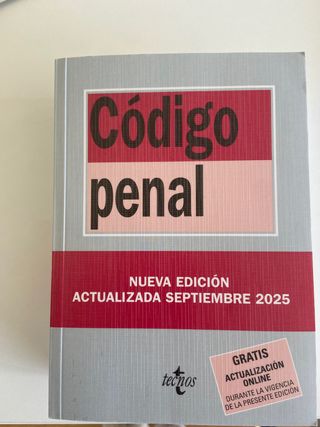 Código
penal
NUEVA EDICIÓN
ACTUALIZADA SEPTIEMBRE 2025
tecnos
GRATIS
ACTUALIZACIÓN
ONLINE
DURANTE LA VIGENCIA
DE LA PRESENTE EDICIÓN